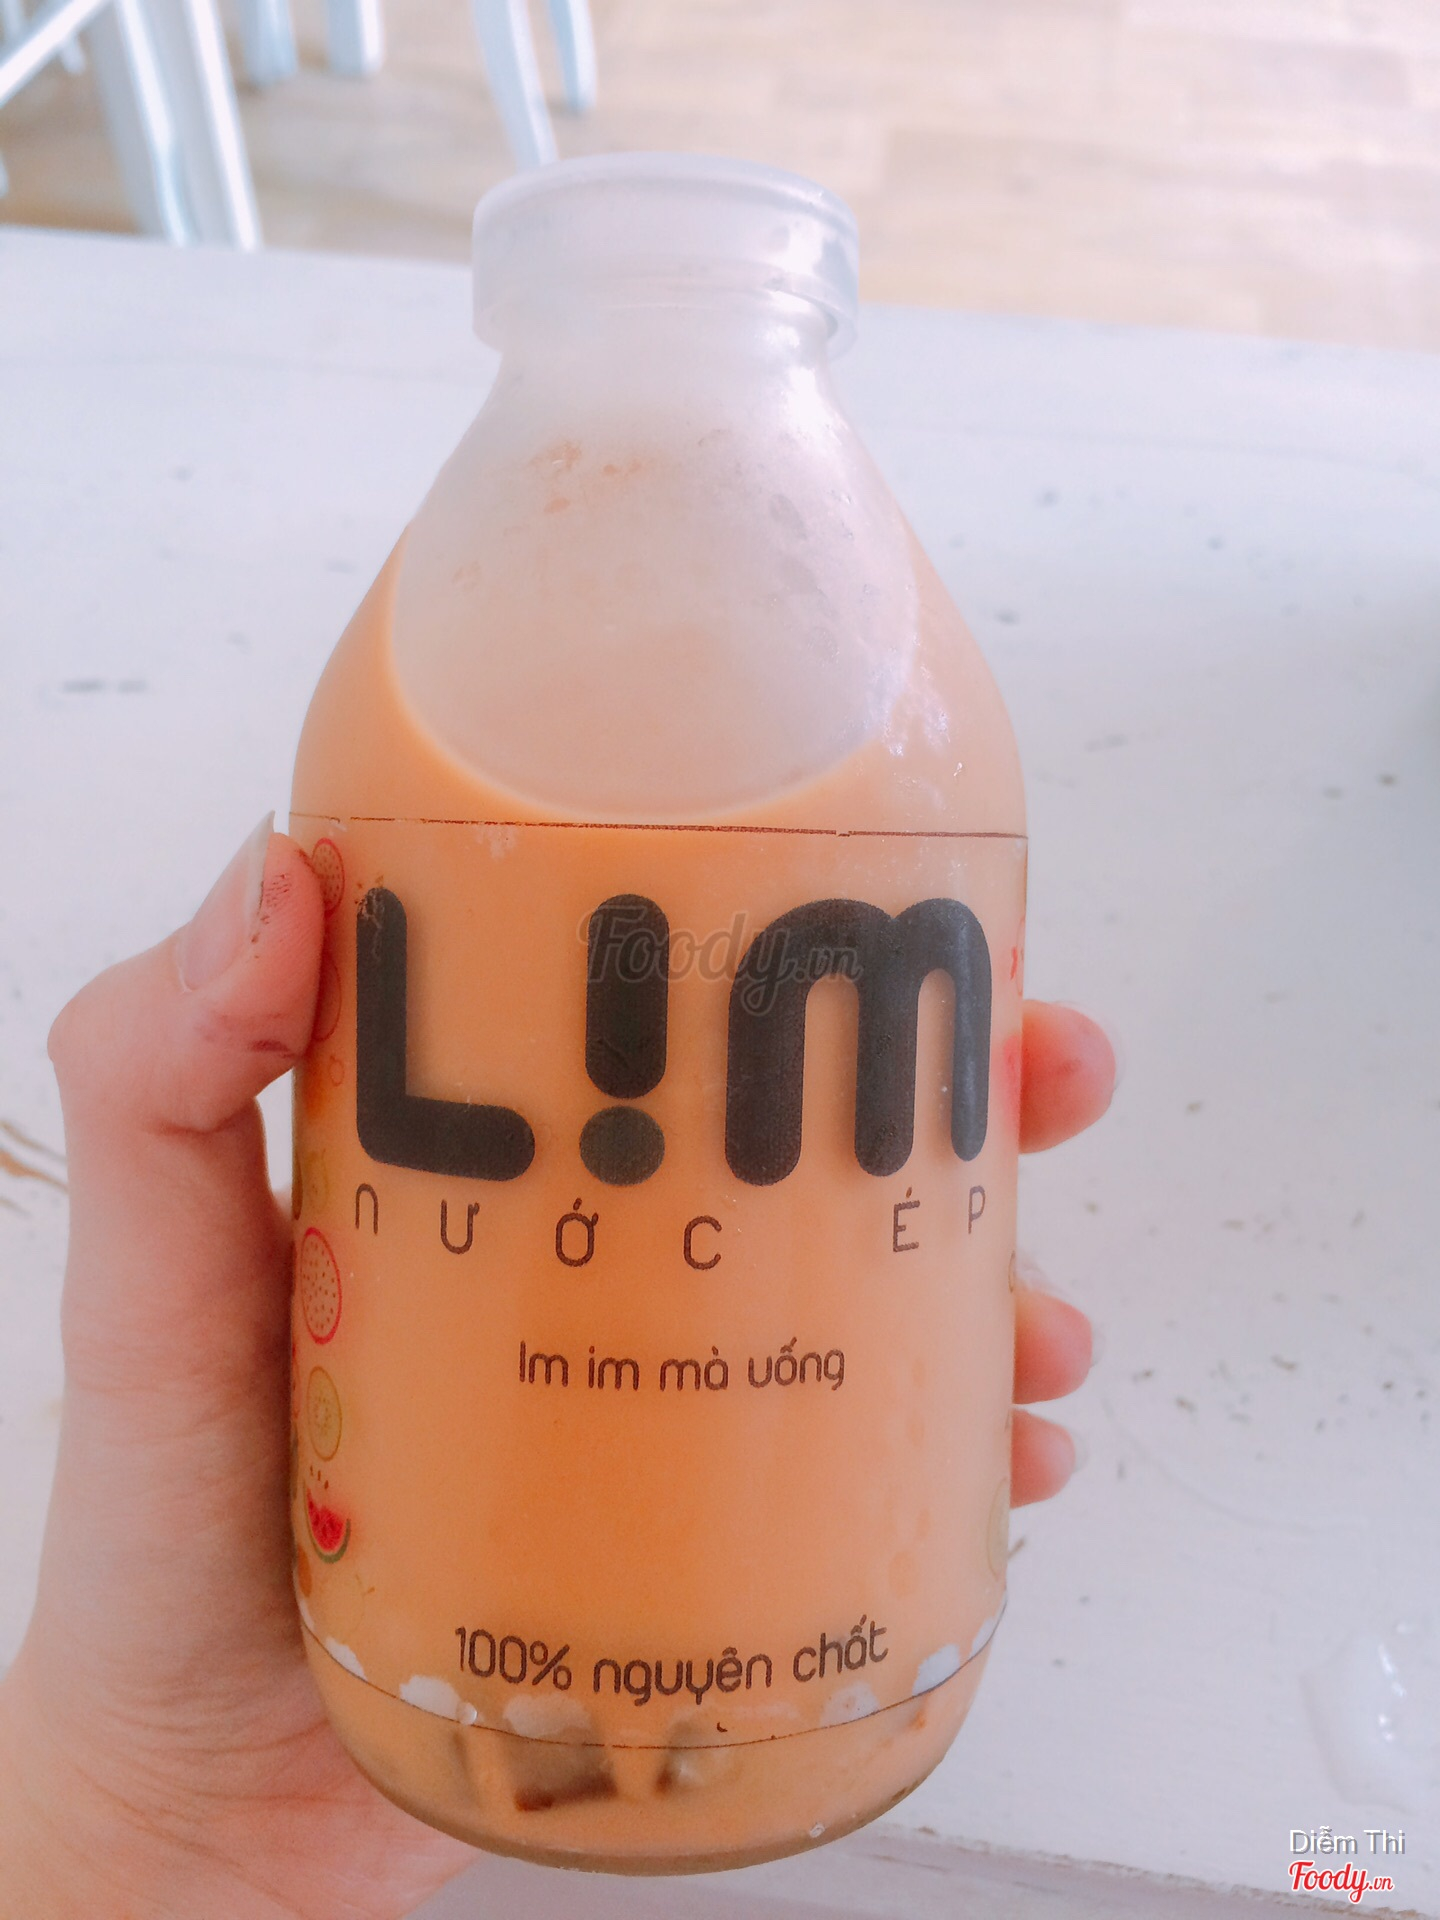 L!m
NƯỚC ÉP
Im im mà uống
100% nguyên chất
Foody.vn
Diễm Thi
Foody.vn